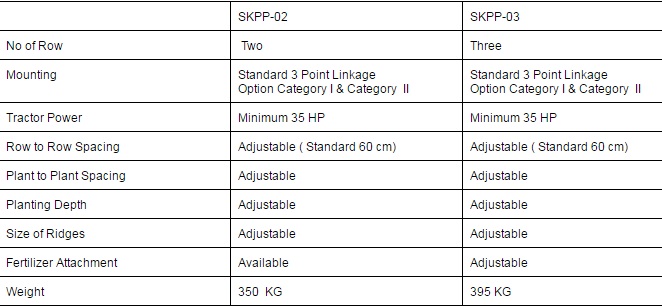 SKPP-02 SKPP-03
No of Row Two Three
Mounting Standard 3 Point Linkage Standard 3 Point Linkage
Option Category I & Category II Option Category I & Category II
Tractor Power Minimum 35 HP Minimum 35 HP
Row to Row Spacing Adjustable ( Standard 60 cm) Adjustable ( Standard 60 cm)
Plant to Plant Spacing Adjustable Adjustable
Planting Depth Adjustable Adjustable
Size of Ridges Adjustable Adjustable
Fertilizer Attachment Available Adjustable
Weight 350 KG 395 KG